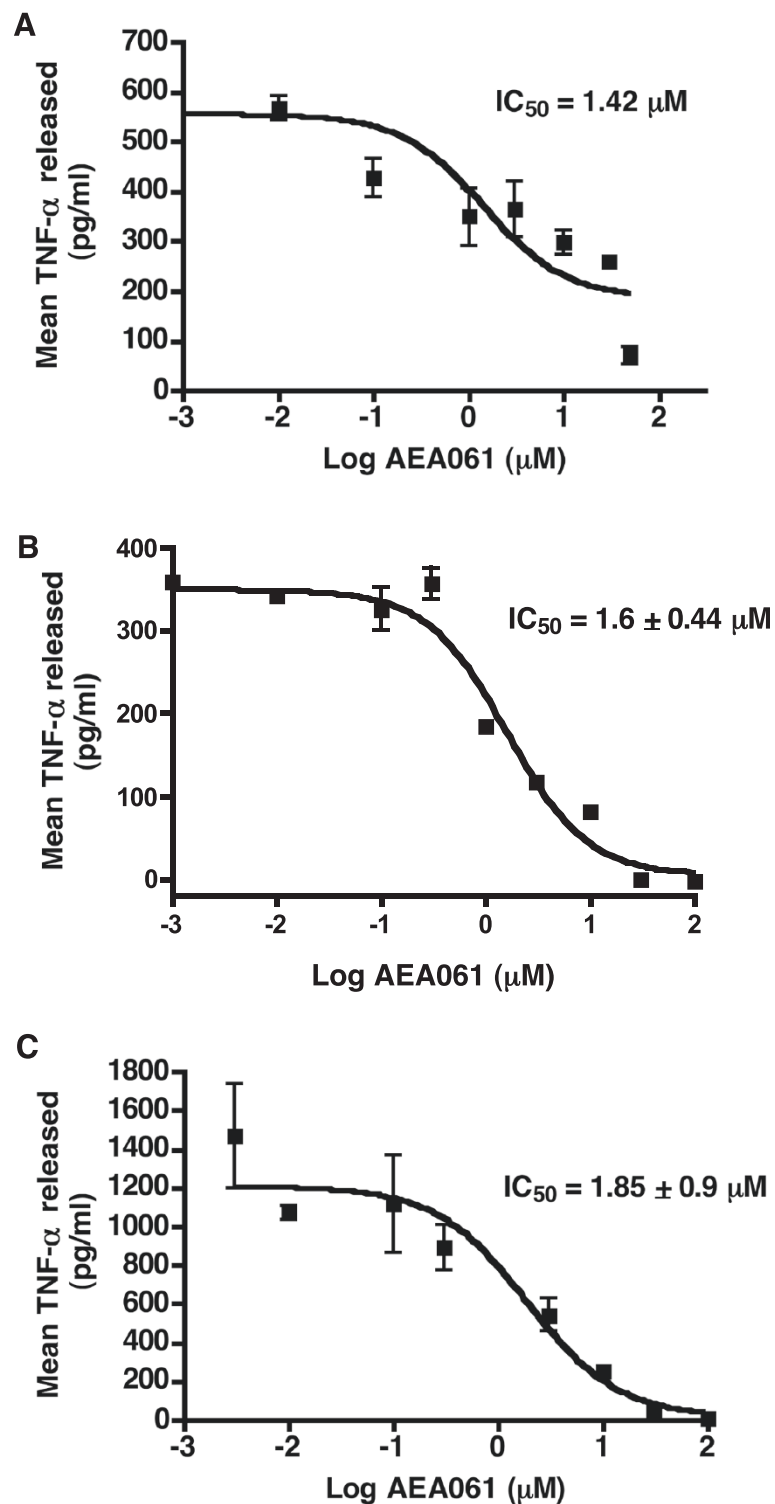 A
700
600
500
400
300
200
100
0
Mean TNF-α released
(pg/ml)
IC50 = 1.42 μM
-3 -2 -1 0 1 2
Log AEA061 (μM)
B
400
300
200
100
0
Mean TNF-α released
(pg/ml)
IC50 = 1.6 ± 0.44 μM
-3 -2 -1 0 1 2
Log AEA061 (μM)
C
1800
1600
1400
1200
1000
800
600
400
200
0
Mean TNF-α released
(pg/ml)
IC50 = 1.85 ± 0.9 μM
-3 -2 -1 0 1 2
Log AEA061 (μM)